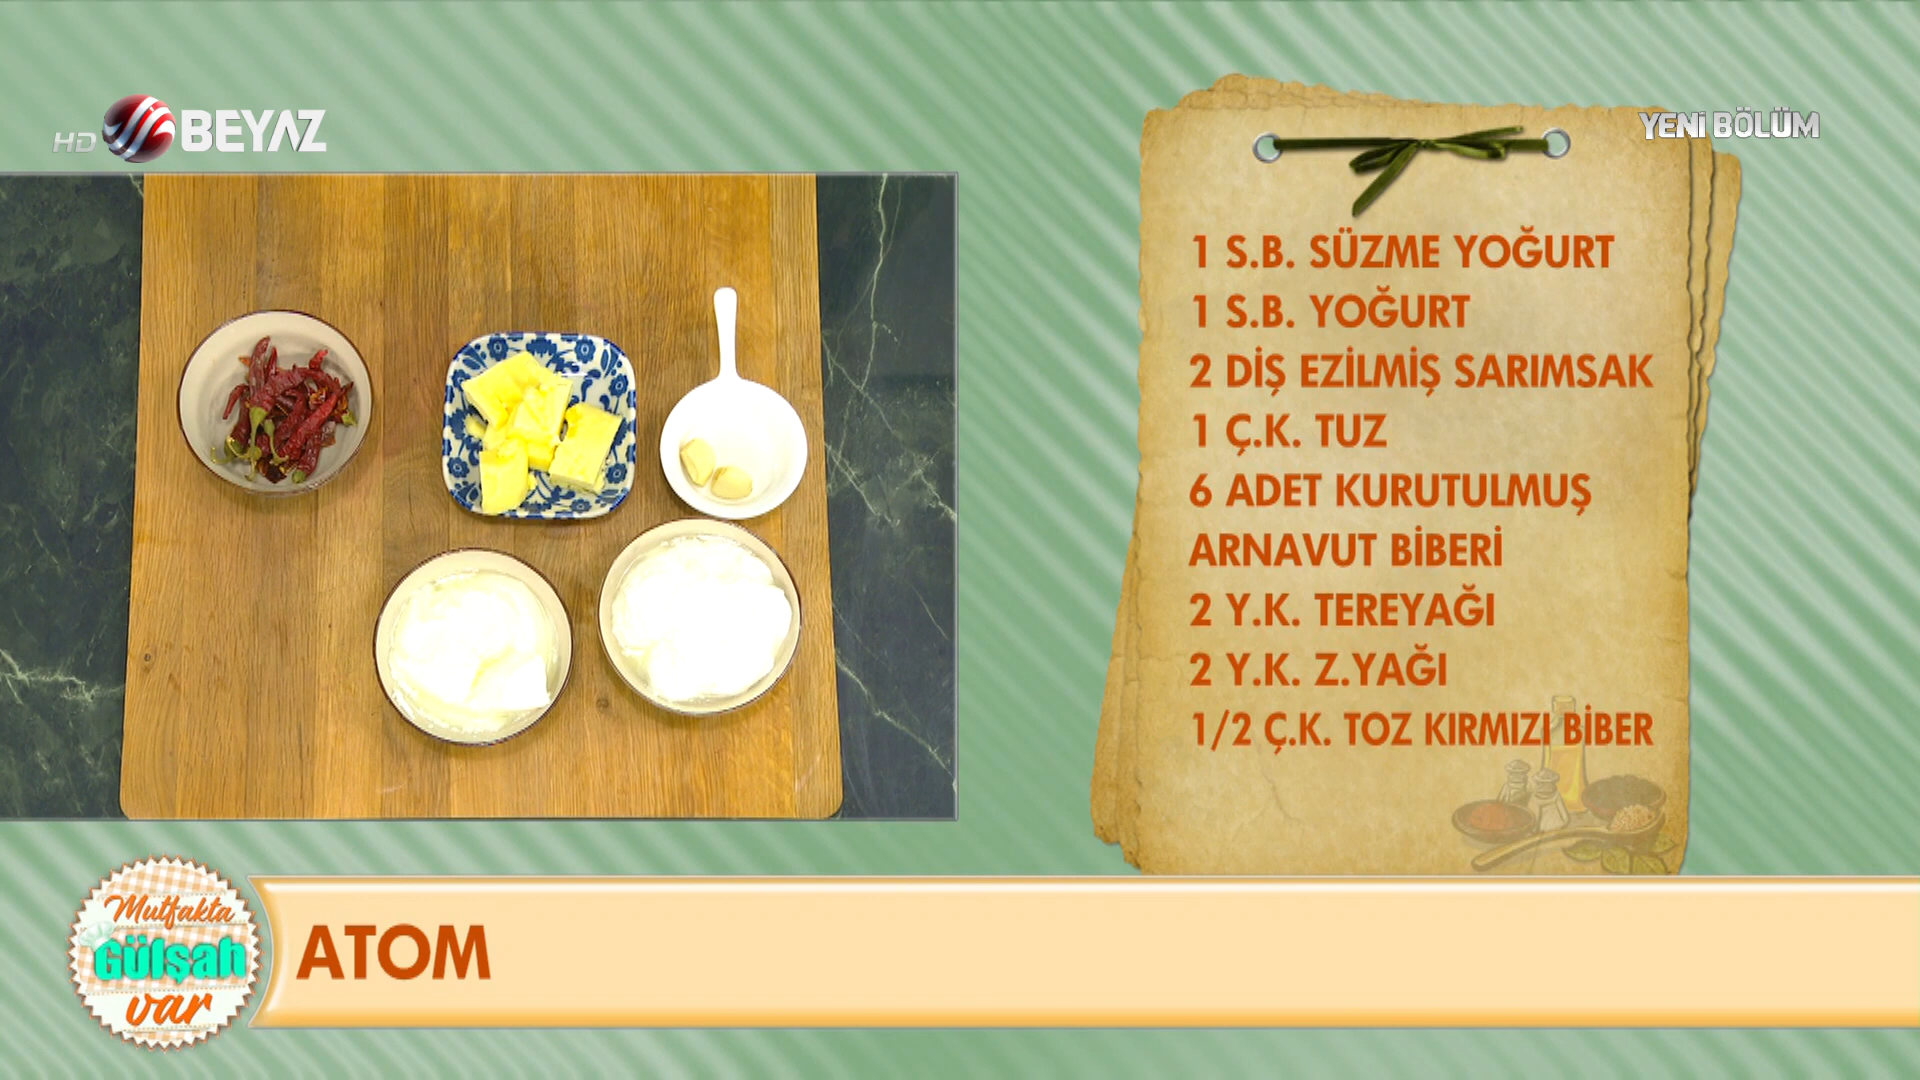 HD BEYAZ
YENİ BÖLÜM
1 S.B. SÜZME YOĞURT
1 S.B. YOĞURT
2 DİŞ EZİLMİŞ SARIMSAK
1 Ç.K. TUZ
6 ADET KURUTULMUŞ
ARNAVUT BİBERİ
2 Y.K. TEREYAĞI
2 Y.K. Z.YAĞI
1/2 Ç.K. TOZ KIRMIZI BİBER
Mutfakta
Gülşah
var
ATOM